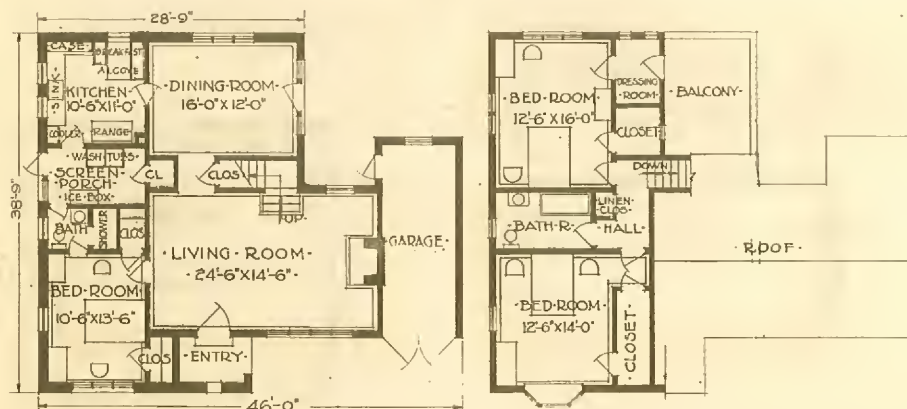 28'-9"
CASE
BREAKFAST
ALCOVE
SINK
KITCHEN
10'-6"X11'-0"
COOLER
RANGE
DINING-ROOM
16'-0"X12'-0"
WASH-TUBS
SCREEN
PORCH
ICE-BOX
CL
CLOS
UP
38'-9"
BATH
SHOWER
CLOS
LIVING ROOM
24'-6"X14'-6"
GARAGE
BED-ROOM
10'-6"X13'-6"
CLOS
ENTRY
46'-0"
BED-ROOM
12'-6"X16'-0"
DRESSING
ROOM
BALCONY
CLOSET
DOWN
LINEN
CLOS.
BATH-R.
HALL
ROOF
BED-ROOM
12'-6"X14'-0"
CLOSET